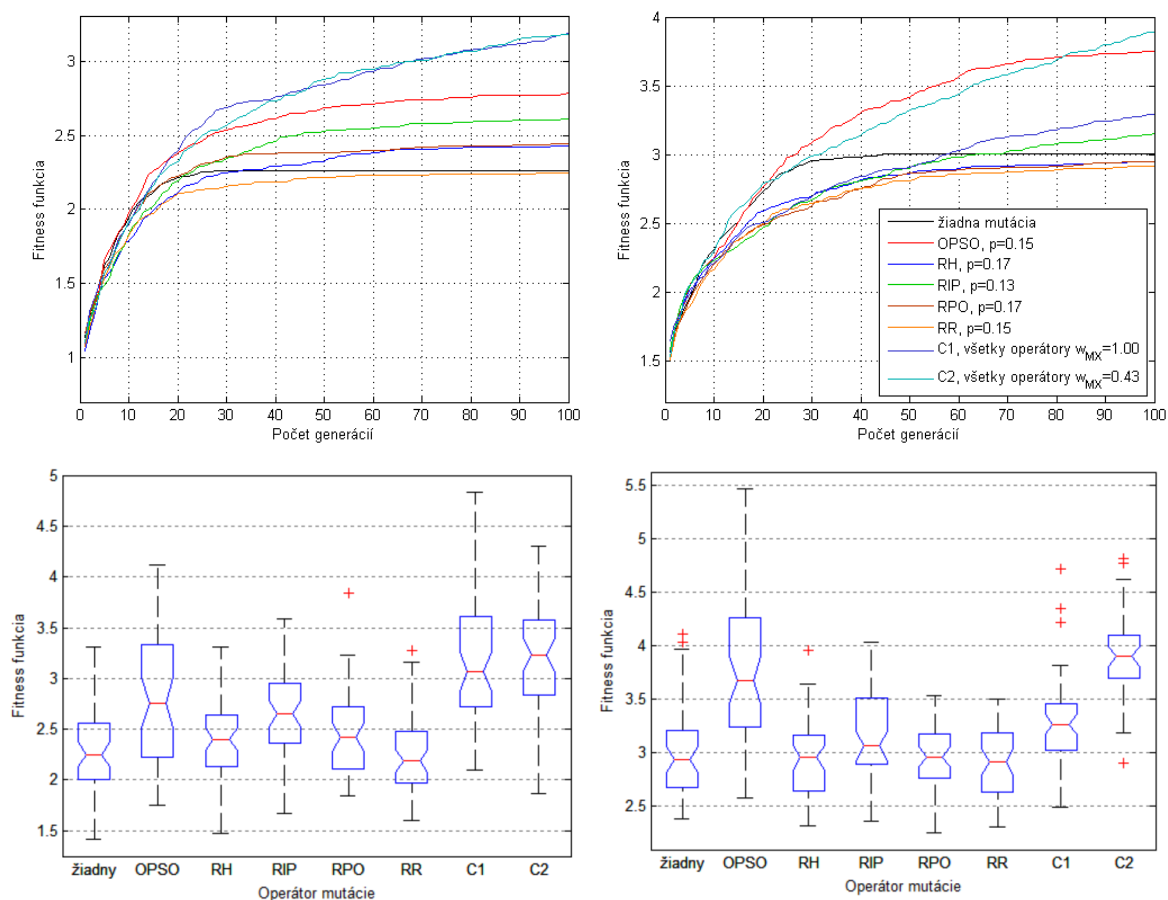 3
2.5
2
1.5
1
0 10 20 30 40 50 60 70 80 90 100
Fitness funkcia
Počet generácií
4
3.5
3
2.5
2
1.5
0 10 20 30 40 50 60 70 80 90 100
Fitness funkcia
Počet generácií
žiadna mutácia
OPSO, p=0.15
RH, p=0.17
RIP, p=0.13
RPO, p=0.17
RR, p=0.15
C1, všetky operátory wMX=1.00
C2, všetky operátory wMX=0.43
5
4.5
4
3.5
3
2.5
2
1.5
Fitness funkcia
žiadny OPSO RH RIP RPO RR C1 C2
Operátor mutácie
5.5
5
4.5
4
3.5
3
2.5
Fitness funkcia
žiadny OPSO RH RIP RPO RR C1 C2
Operátor mutácie